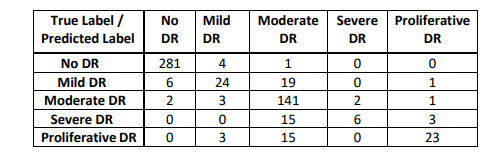 True Label / Predicted Label No DR Mild DR Moderate DR Severe DR Proliferative DR
No DR 281 4 1 0 0
Mild DR 6 24 19 0 1
Moderate DR 2 3 141 2 1
Severe DR 0 0 15 6 3
Proliferative DR 0 3 15 0 23